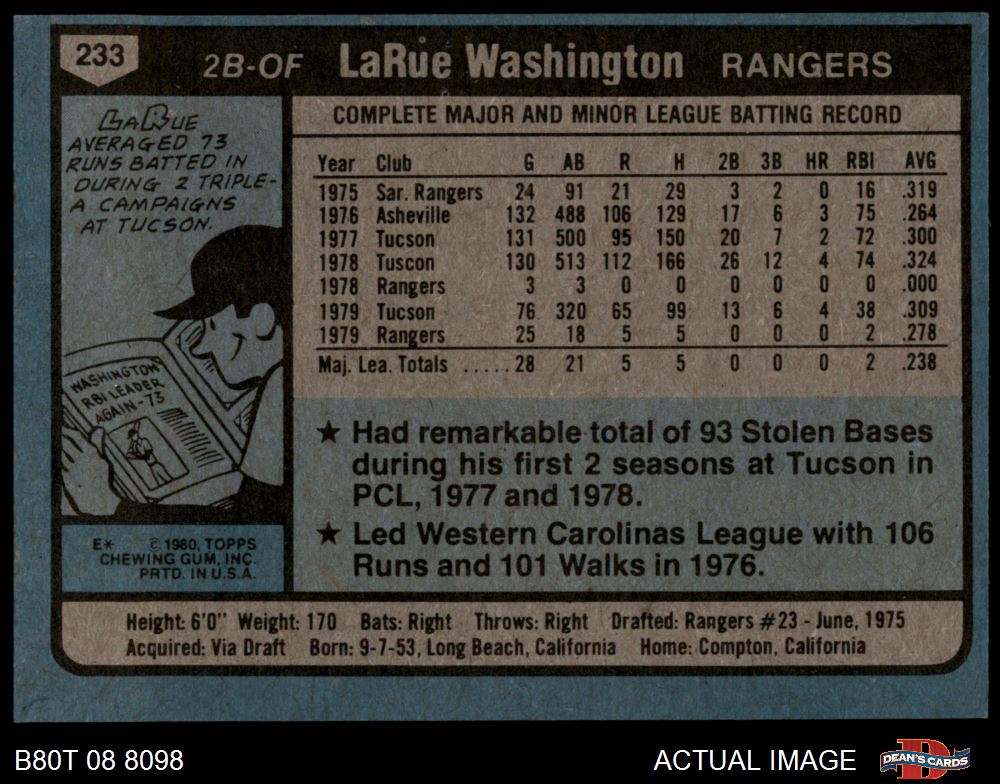 233
2B-OF LaRue Washington RANGERS
LaRue
AVERAGED 73
RUNS BATTED IN
DURING 2 TRIPLE-
A CAMPAIGNS
AT TUCSON.
WASHINGTON
RBI LEADER
AGAIN-73
E* © 1980, TOPPS
CHEWING GUM, INC.
PRTD. IN U.S.A.
COMPLETE MAJOR AND MINOR LEAGUE BATTING RECORD
Year Club G AB R H 2B 3B HR RBI AVG
1975 Sar. Rangers 24 91 21 29 3 2 0 16 .319
1976 Asheville 132 488 106 129 17 6 3 75 .264
1977 Tucson 131 500 95 150 20 7 2 72 .300
1978 Tuscon 130 513 112 166 26 12 4 74 .324
1978 Rangers 3 3 0 0 0 0 0 0 .000
1979 Tucson 76 320 65 99 13 6 4 38 .309
1979 Rangers 25 18 5 5 0 0 0 2 .278
Maj. Lea. Totals .....28 21 5 5 0 0 0 2 .238
★ Had remarkable total of 93 Stolen Bases
during his first 2 seasons at Tucson in
PCL, 1977 and 1978.
★ Led Western Carolinas League with 106
Runs and 101 Walks in 1976.
Height: 6'0" Weight: 170 Bats: Right Throws: Right Drafted: Rangers #23 - June, 1975
Acquired: Via Draft Born: 9-7-53, Long Beach, California Home: Compton, California
B80T 08 8098 ACTUAL IMAGE DEAN'S CARDS